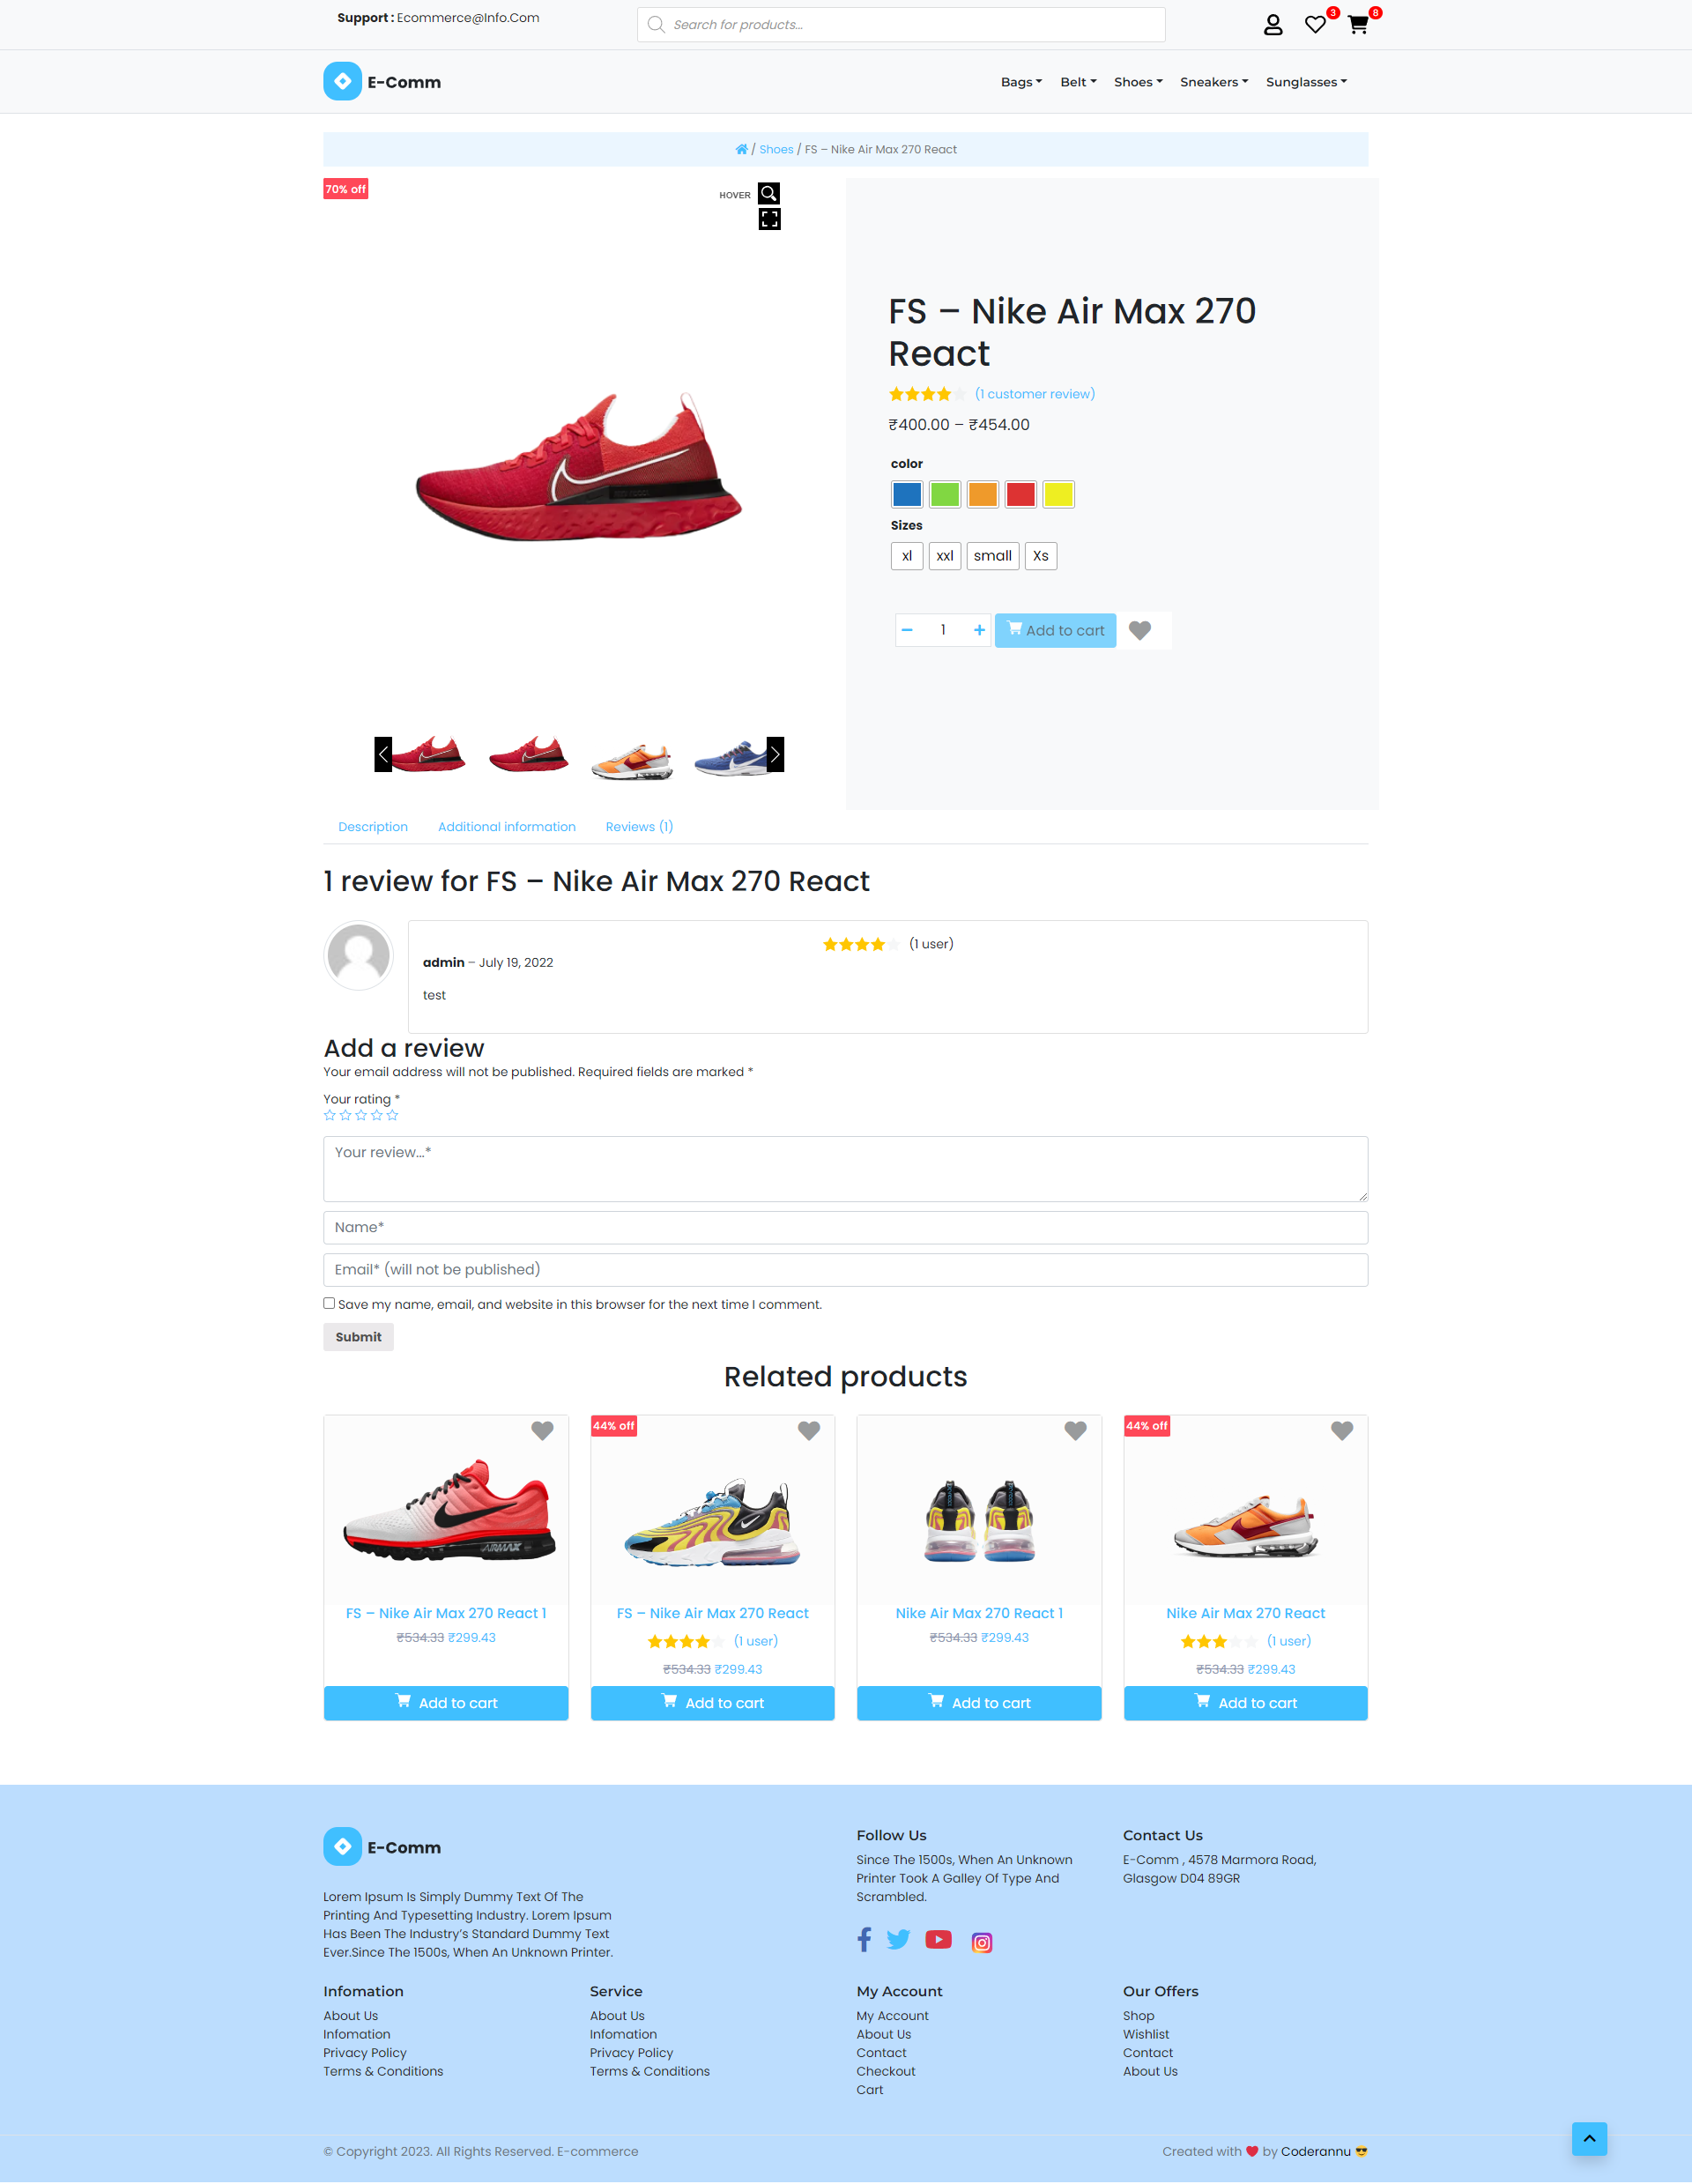 Support : Ecommerce@Info.Com
Search for products...
3
8
E-Comm
Bags Belt Shoes Sneakers Sunglasses
/ Shoes / FS – Nike Air Max 270 React
70% off
HOVER
FS – Nike Air Max 270
React
(1 customer review)
₹400.00 – ₹454.00
color
Sizes
xl xxl small Xs
1 Add to cart
Description Additional information Reviews (1)
1 review for FS – Nike Air Max 270 React
(1 user)
admin – July 19, 2022
test
Add a review
Your email address will not be published. Required fields are marked *
Your rating *
Your review...*
Name*
Email* (will not be published)
Save my name, email, and website in this browser for the next time I comment.
Submit
Related products
44% off 44% off
AIRMAX
FS – Nike Air Max 270 React 1 FS – Nike Air Max 270 React Nike Air Max 270 React 1 Nike Air Max 270 React
₹534.33 ₹299.43 (1 user) ₹534.33 ₹299.43 (1 user)
₹534.33 ₹299.43 ₹534.33 ₹299.43
Add to cart Add to cart Add to cart Add to cart
E-Comm
Lorem Ipsum Is Simply Dummy Text Of The
Printing And Typesetting Industry. Lorem Ipsum
Has Been The Industry’s Standard Dummy Text
Ever.Since The 1500s, When An Unknown Printer.
Follow Us
Since The 1500s, When An Unknown
Printer Took A Galley Of Type And
Scrambled.
Contact Us
E-Comm , 4578 Marmora Road,
Glasgow D04 89GR
Infomation
About Us
Infomation
Privacy Policy
Terms & Conditions
Service
About Us
Infomation
Privacy Policy
Terms & Conditions
My Account
My Account
About Us
Contact
Checkout
Cart
Our Offers
Shop
Wishlist
Contact
About Us
© Copyright 2023. All Rights Reserved. E-commerce
Created with ❤️ by Coderannu 😎